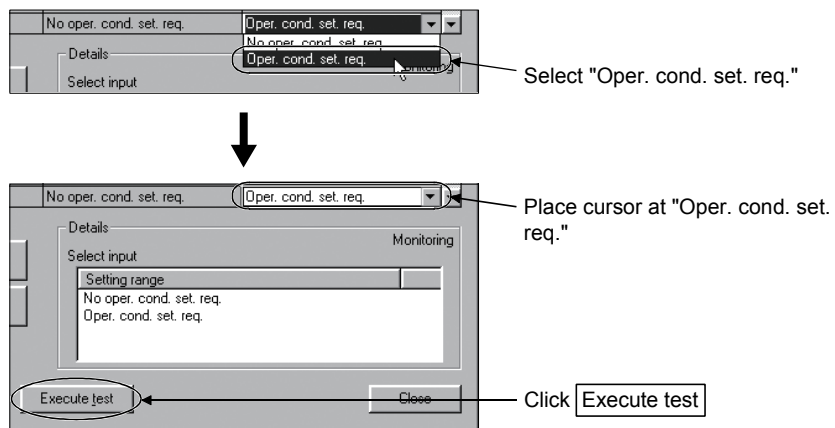 No oper. cond. set. req. Oper. cond. set. req.
No oper. cond. set. req.
Details Oper. cond. set. req.
Monitoring
Select input
Select "Oper. cond. set. req."
No oper. cond. set. req. Oper. cond. set. req.
Place cursor at "Oper. cond. set.
req."
Details
Monitoring
Select input
Setting range
No oper. cond. set. req.
Oper. cond. set. req.
Execute test Close
Click Execute test